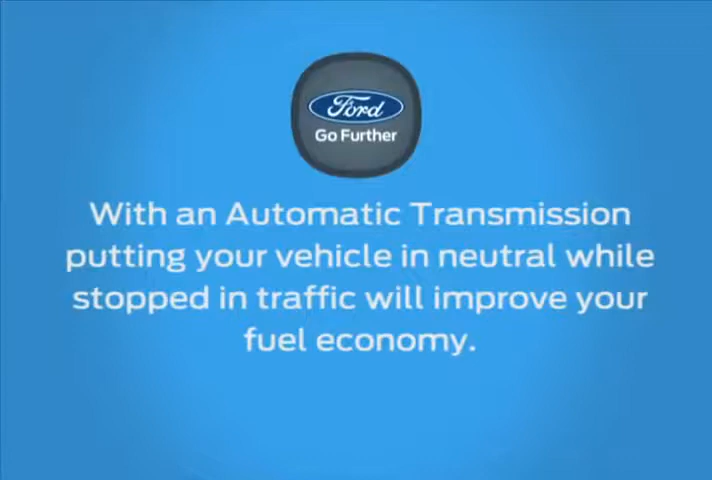 Ford
Go Further
With an Automatic Transmission
putting your vehicle in neutral while
stopped in traffic will improve your
fuel economy.